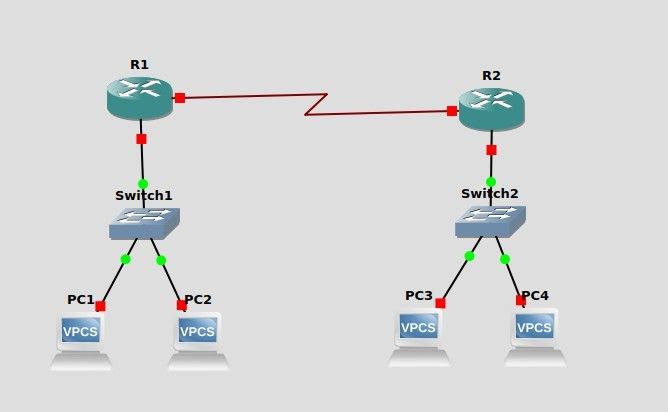 R1
R2
Switch1
Switch2
PC1
PC2
PC3
PC4
VPCS
VPCS
VPCS
VPCS